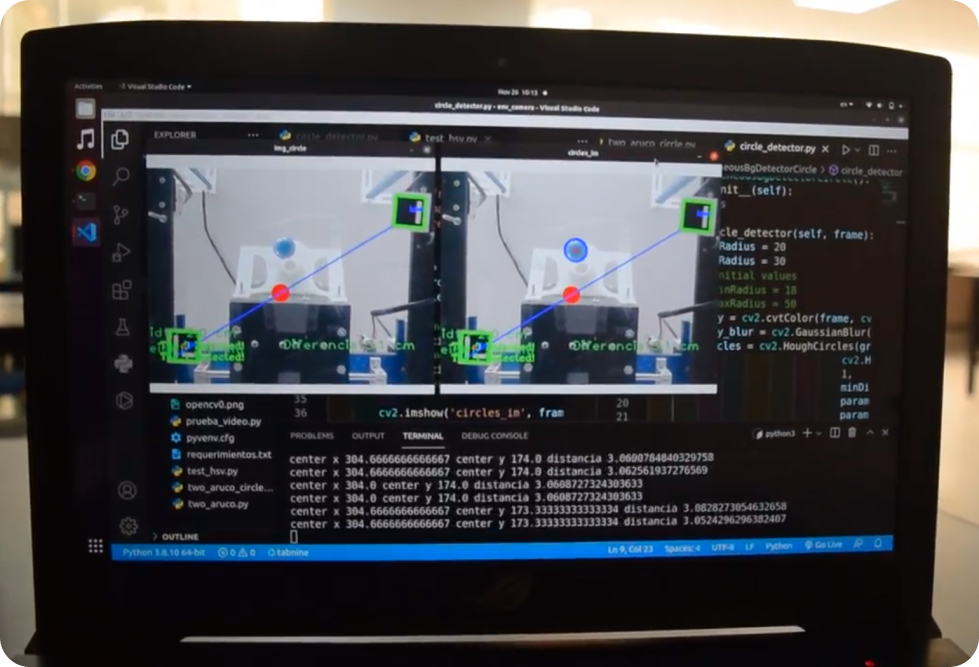 Activities
Visual Studio Code
Nov 26 10:13
circle_detector.py - env_camera - Visual Studio Code
EXPLORER
circle_detector.py
test_hsv.py
two_aruco_circle.py
circle_detector.py
img_circle
circles_im
eousBgDetectorCircle > circle_detector
nit__(self):
cle_detector(self, frame):
Radius = 20
Radius = 30
nitial values
inRadius = 18
axRadius = 50
y = cv2.cvtColor(frame, cv
y_blur = cv2.GaussianBlur(
cles = cv2.HoughCircles(gr
cv2.H
1,
minDi
param
param
Diferenci
cm
Diferenci
cm
35
36 cv2.imshow('circles_im', fram
20
21
opencv0.png
prueba_video.py
pyvenv.cfg
requerimientos.txt
test_hsv.py
two_aruco_circle...
two_aruco.py
OUTLINE
PROBLEMS OUTPUT TERMINAL DEBUG CONSOLE
python3
center x 304.6666666666667 center y 174.0 distancia 3.0600784840329758
center x 304.6666666666667 center y 174.0 distancia 3.062561937276569
center x 304.0 center y 174.0 distancia 3.0608727324303633
center x 304.0 center y 174.0 distancia 3.0608727324303633
center x 304.6666666666667 center y 173.33333333333334 distancia 3.0828273054632658
center x 304.6666666666667 center y 173.33333333333334 distancia 3.0524296296382407
Python 3.8.10 64-bit 0 0 tabnine
Ln 9, Col 23 Spaces: 4 UTF-8 LF Python Go Live